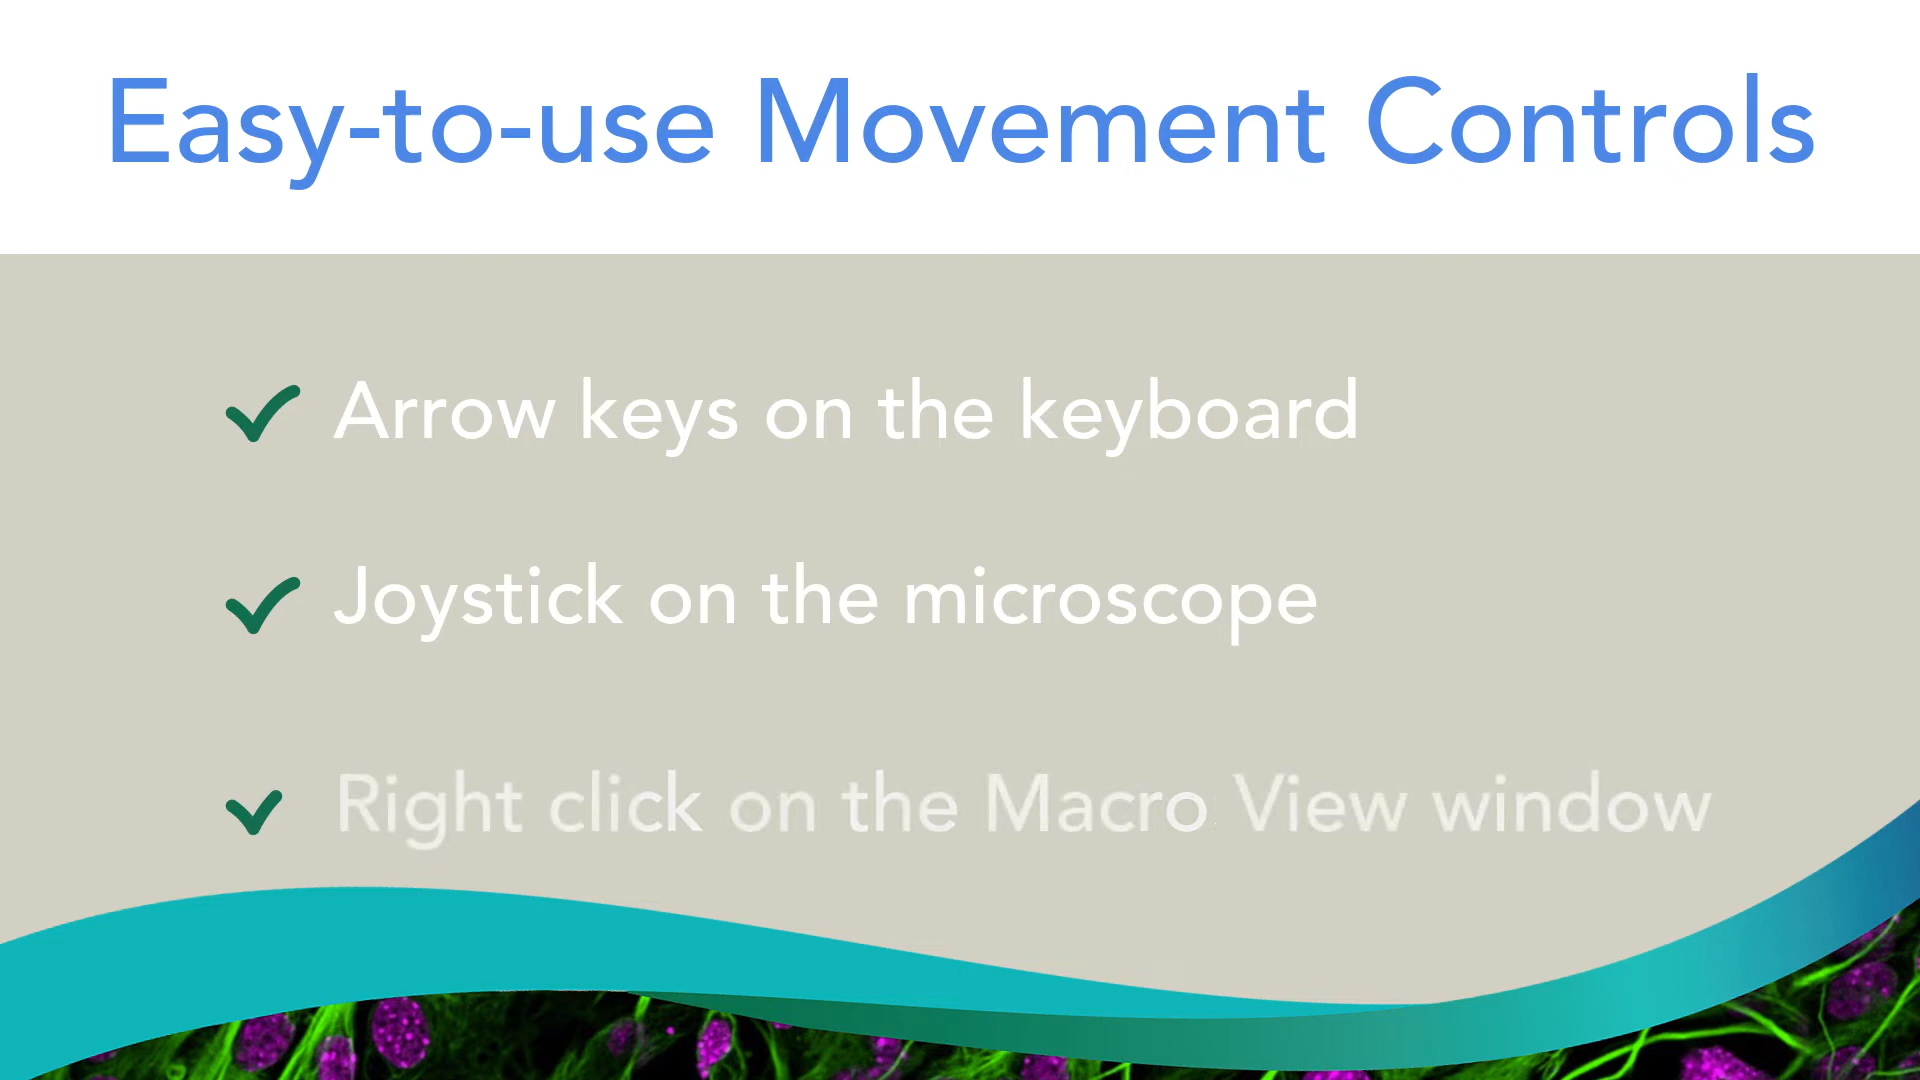 Easy-to-use Movement Controls
Arrow keys on the keyboard
Joystick on the microscope
Right click on the Macro View window